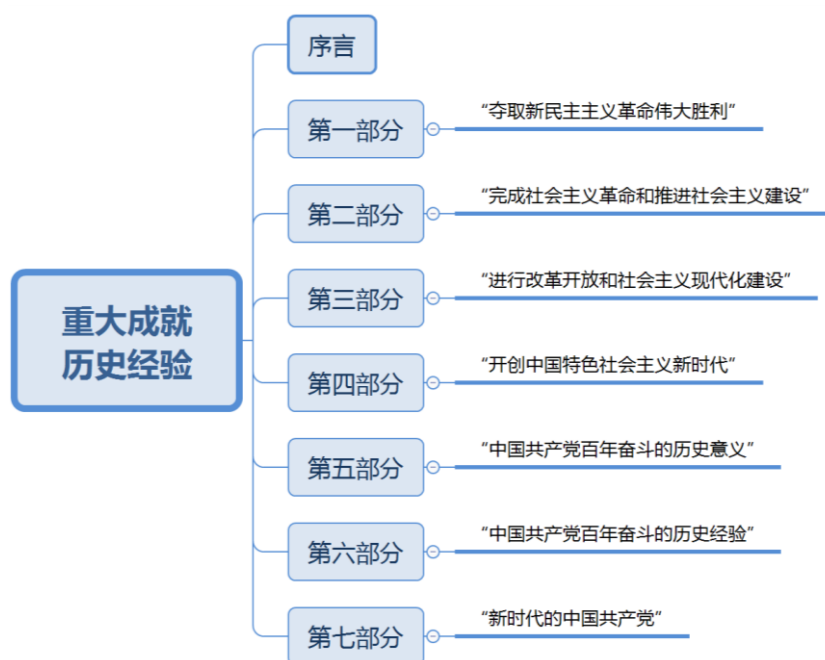 重大成就
历史经验
序言
第一部分
“夺取新民主主义革命伟大胜利”
第二部分
“完成社会主义革命和推进社会主义建设”
第三部分
“进行改革开放和社会主义现代化建设”
第四部分
“开创中国特色社会主义新时代”
第五部分
“中国共产党百年奋斗的历史意义”
第六部分
“中国共产党百年奋斗的历史经验”
第七部分
“新时代的中国共产党”